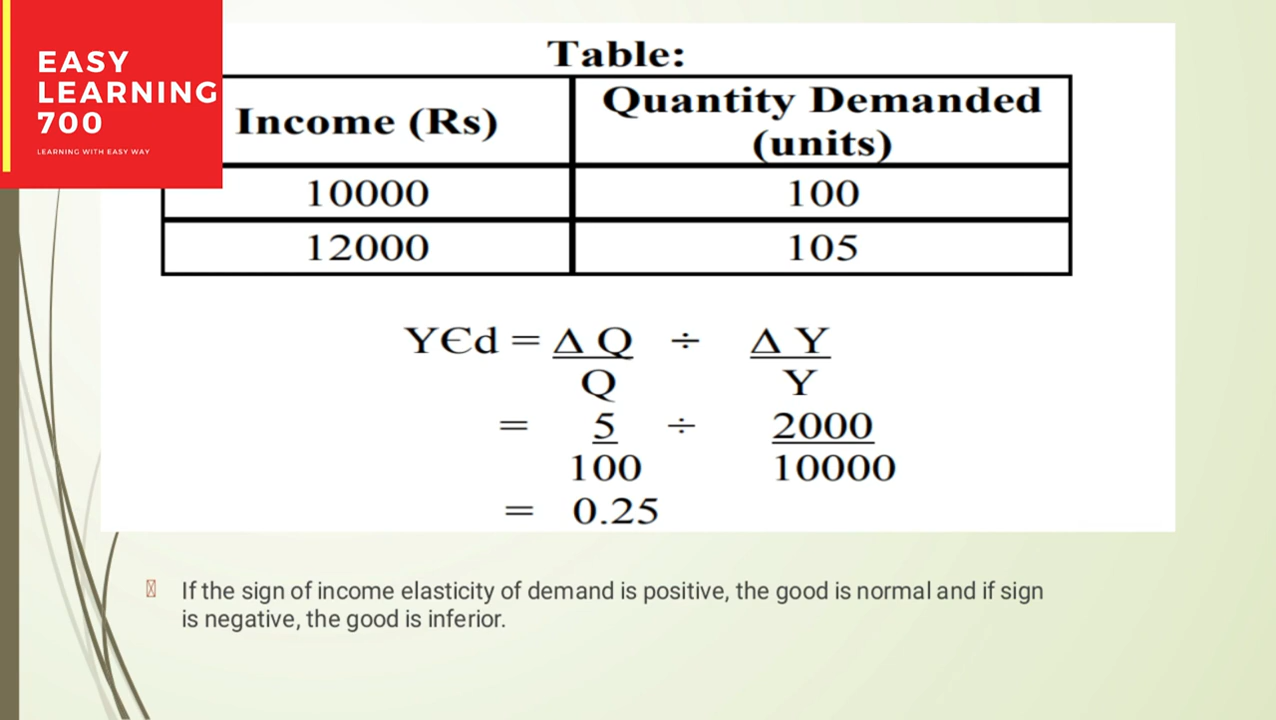 EASY
LEARNING
700
LEARNING WITH EASY WAY
Table:
Income (Rs) Quantity Demanded (units)
10000 100
12000 105
YЄd = Δ Q ÷ Δ Y
Q Y
= 5 ÷ 2000
100 10000
= 0.25
If the sign of income elasticity of demand is positive, the good is normal and if sign
is negative, the good is inferior.